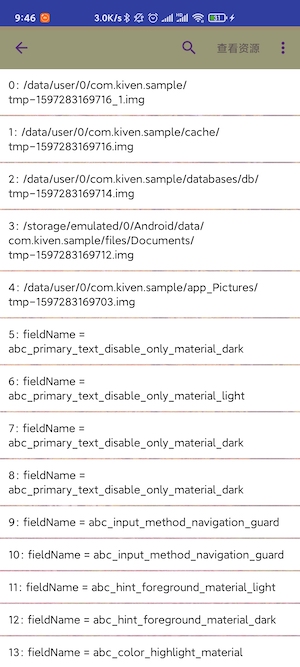 9:46
3.0K/s
31
查看资源
0: /data/user/0/com.kiven.sample/
tmp-1597283169716_1.img
1: /data/user/0/com.kiven.sample/cache/
tmp-1597283169716.img
2: /data/user/0/com.kiven.sample/databases/db/
tmp-1597283169714.img
3: /storage/emulated/0/Android/data/
com.kiven.sample/files/Documents/
tmp-1597283169712.img
4: /data/user/0/com.kiven.sample/app_Pictures/
tmp-1597283169703.img
5: fieldName =
abc_primary_text_disable_only_material_dark
6: fieldName =
abc_primary_text_disable_only_material_light
7: fieldName =
abc_primary_text_disable_only_material_dark
8: fieldName =
abc_primary_text_disable_only_material_dark
9: fieldName = abc_input_method_navigation_guard
10: fieldName = abc_input_method_navigation_guard
11: fieldName = abc_hint_foreground_material_light
12: fieldName = abc_hint_foreground_material_dark
13: fieldName = abc_color_highlight_material